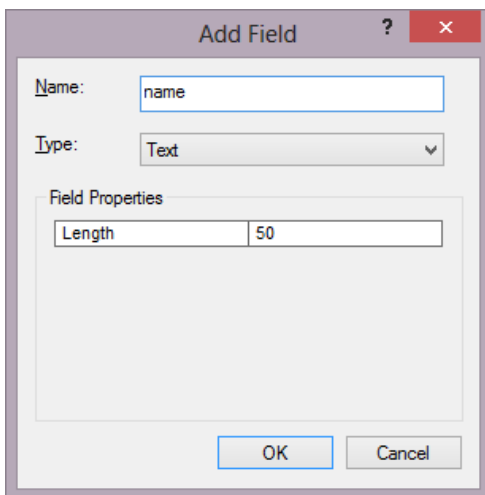 Add Field ? ×
Name: name
Type: Text
Field Properties
Length 50
OK Cancel